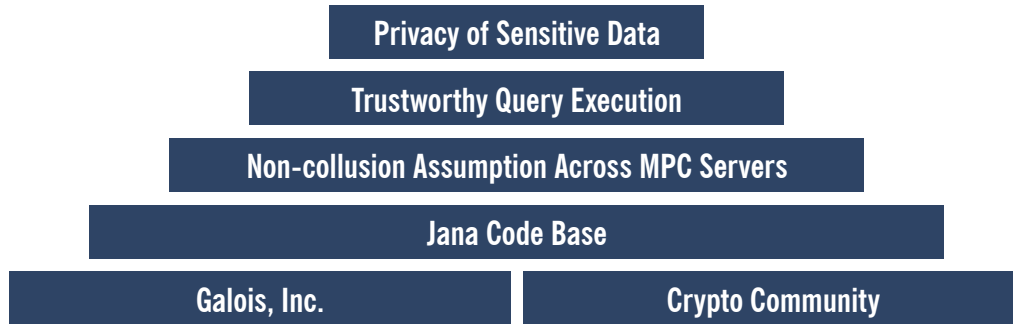 Privacy of Sensitive Data
Trustworthy Query Execution
Non-collusion Assumption Across MPC Servers
Jana Code Base
Galois, Inc.
Crypto Community